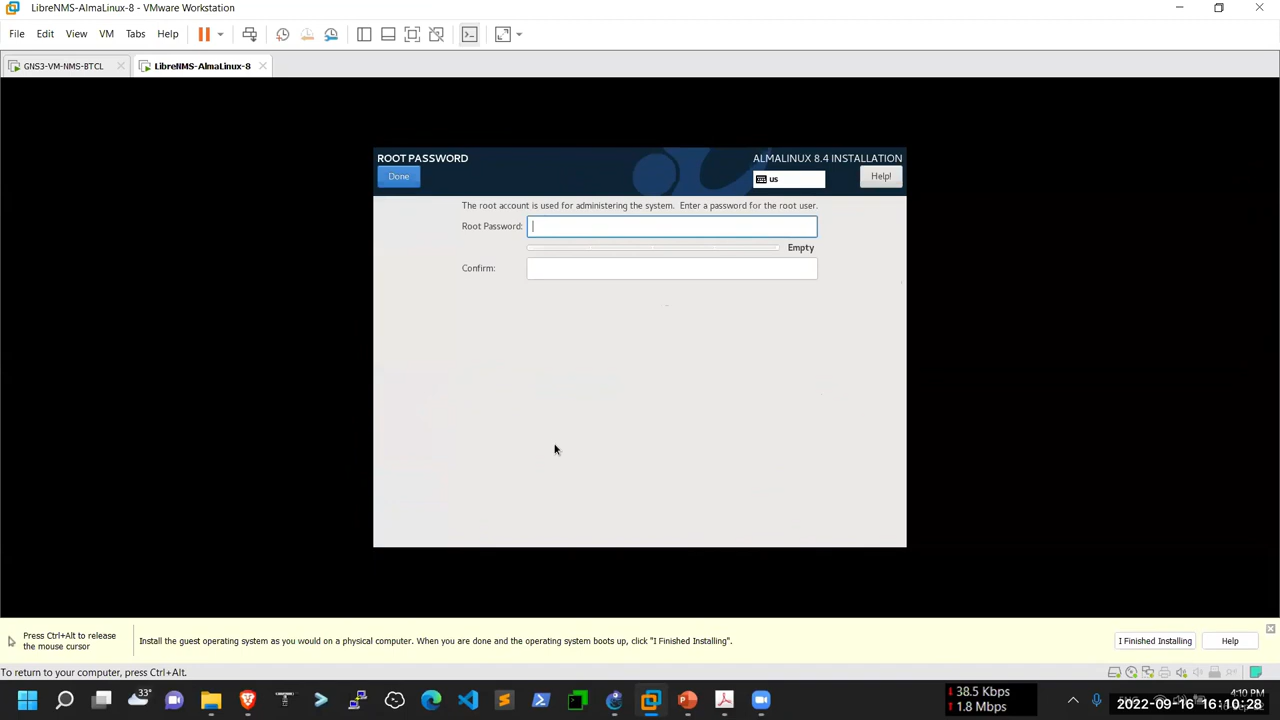 LibreNMS-AlmaLinux-8 - VMware Workstation
File Edit View VM Tabs Help
GNS3-VM-NMS-BTCL
LibreNMS-AlmaLinux-8
ROOT PASSWORD
ALMALINUX 8.4 INSTALLATION
Done
us
Help!
The root account is used for administering the system. Enter a password for the root user.
Root Password:
Empty
Confirm:
Press Ctrl+Alt to release the mouse cursor
Install the guest operating system as you would on a physical computer. When you are done and the operating system boots up, click "I Finished Installing".
I Finished Installing
Help
To return to your computer, press Ctrl+Alt.
33°
38.5 Kbps
1.8 Mbps
4:10 PM
2022-09-16 16:10:28